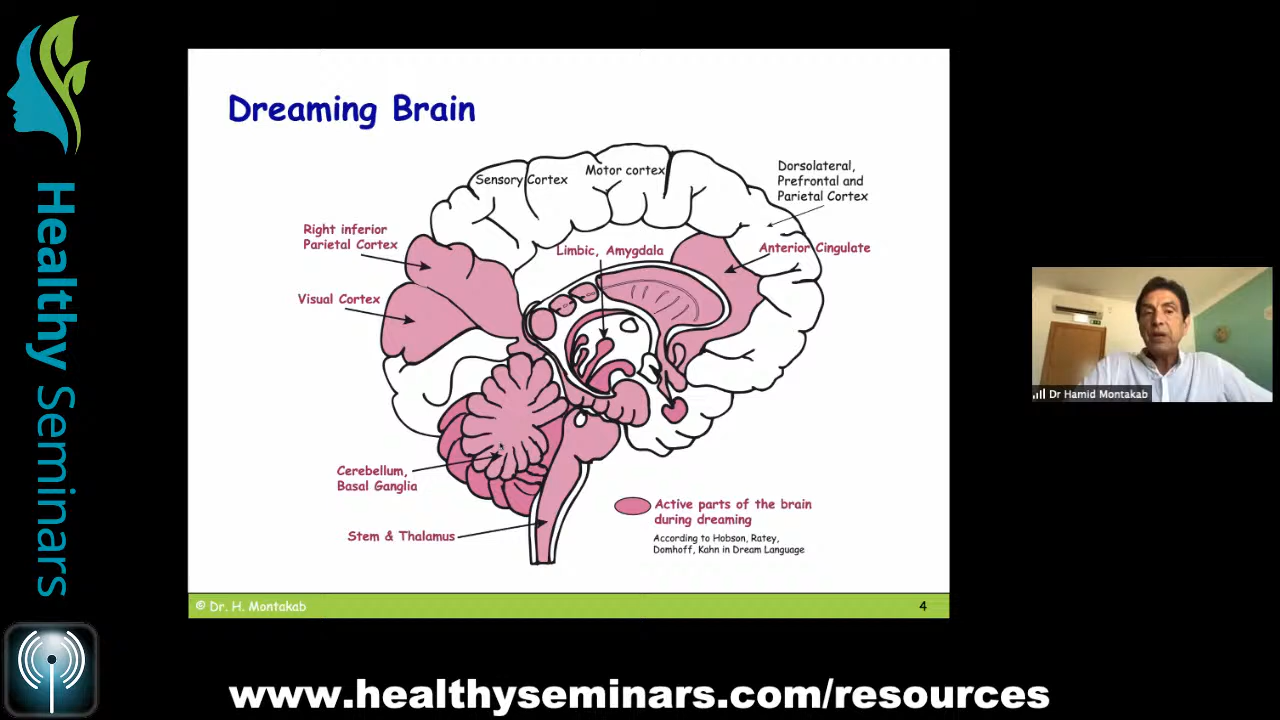 Healthy Seminars
Dreaming Brain
Sensory Cortex
Motor cortex
Dorsolateral,
Prefrontal and
Parietal Cortex
Right inferior
Parietal Cortex
Limbic, Amygdala
Anterior Cingulate
Visual Cortex
Cerebellum,
Basal Ganglia
Stem & Thalamus
Active parts of the brain
during dreaming
According to Hobson, Ratey,
Domhoff, Kahn in Dream Language
© Dr. H. Montakab
4
Dr Hamid Montakab
www.healthyseminars.com/resources